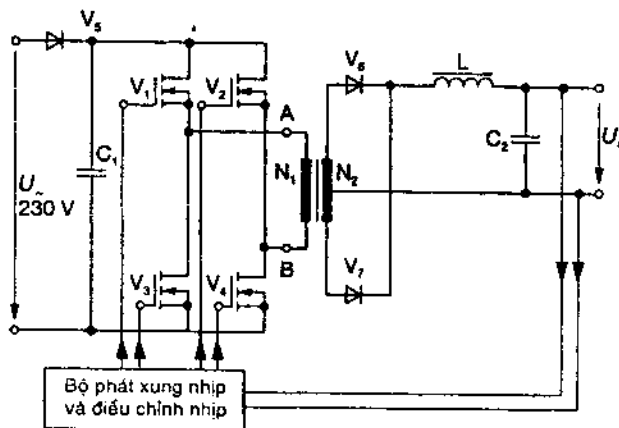 V5
V1
V2
V6
L
A
C1
N1
N2
C2
U~
230 V
B
V3
V4
V7
Bộ phát xung nhịp
và điều chỉnh nhịp